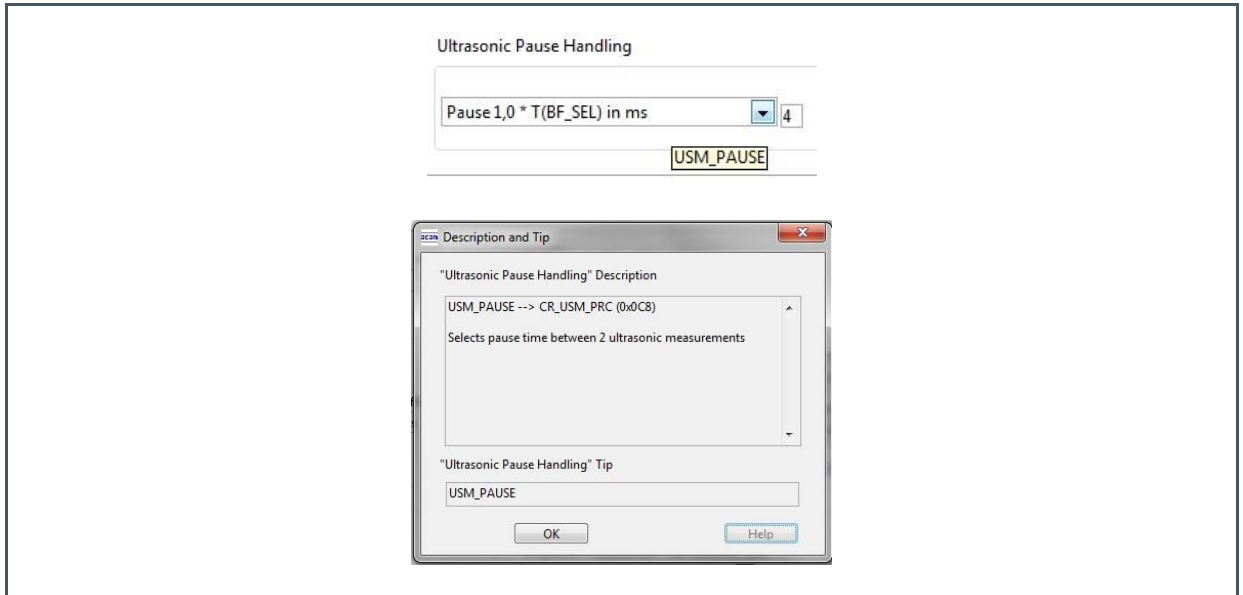 Ultrasonic Pause Handling
Pause 1,0 * T(BF_SEL) in ms
4
USM_PAUSE
acan Description and Tip
"Ultrasonic Pause Handling" Description
USM_PAUSE --> CR_USM_PRC (0x0C8)
Selects pause time between 2 ultrasonic measurements
"Ultrasonic Pause Handling" Tip
USM_PAUSE
OK
Help